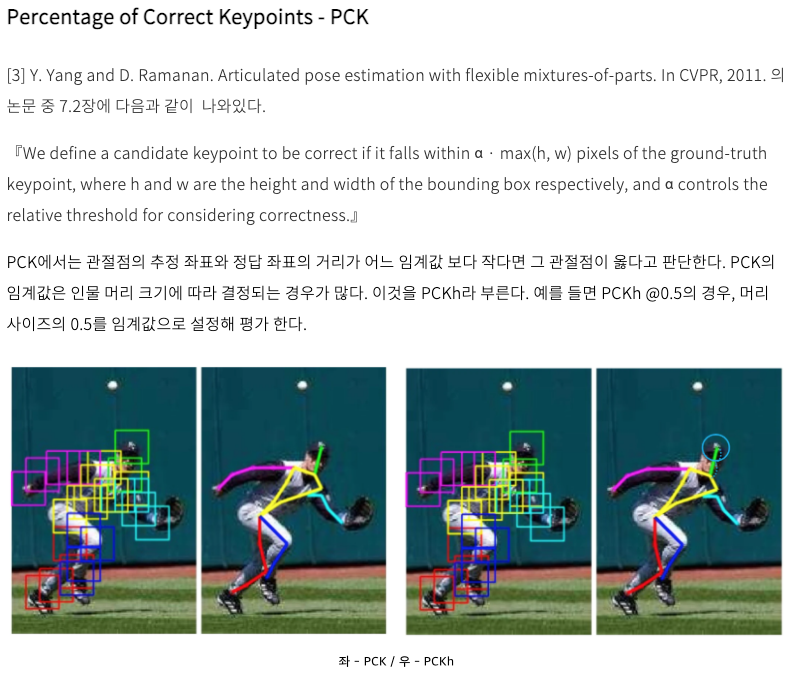 Percentage of Correct Keypoints - PCK
[3] Y. Yang and D. Ramanan. Articulated pose estimation with flexible mixtures-of-parts. In CVPR, 2011. 의
논문 중 7.2장에 다음과 같이 나와있다.
『We define a candidate keypoint to be correct if it falls within α · max(h, w) pixels of the ground-truth
keypoint, where h and w are the height and width of the bounding box respectively, and α controls the
relative threshold for considering correctness.』
PCK에서는 관절점의 추정 좌표와 정답 좌표의 거리가 어느 임계값 보다 작다면 그 관절점이 옳다고 판단한다. PCK의
임계값은 인물 머리 크기에 따라 결정되는 경우가 많다. 이것을 PCKh라 부른다. 예를 들면 PCKh @0.5의 경우, 머리
사이즈의 0.5를 임계값으로 설정해 평가 한다.
좌 - PCK / 우 - PCKh